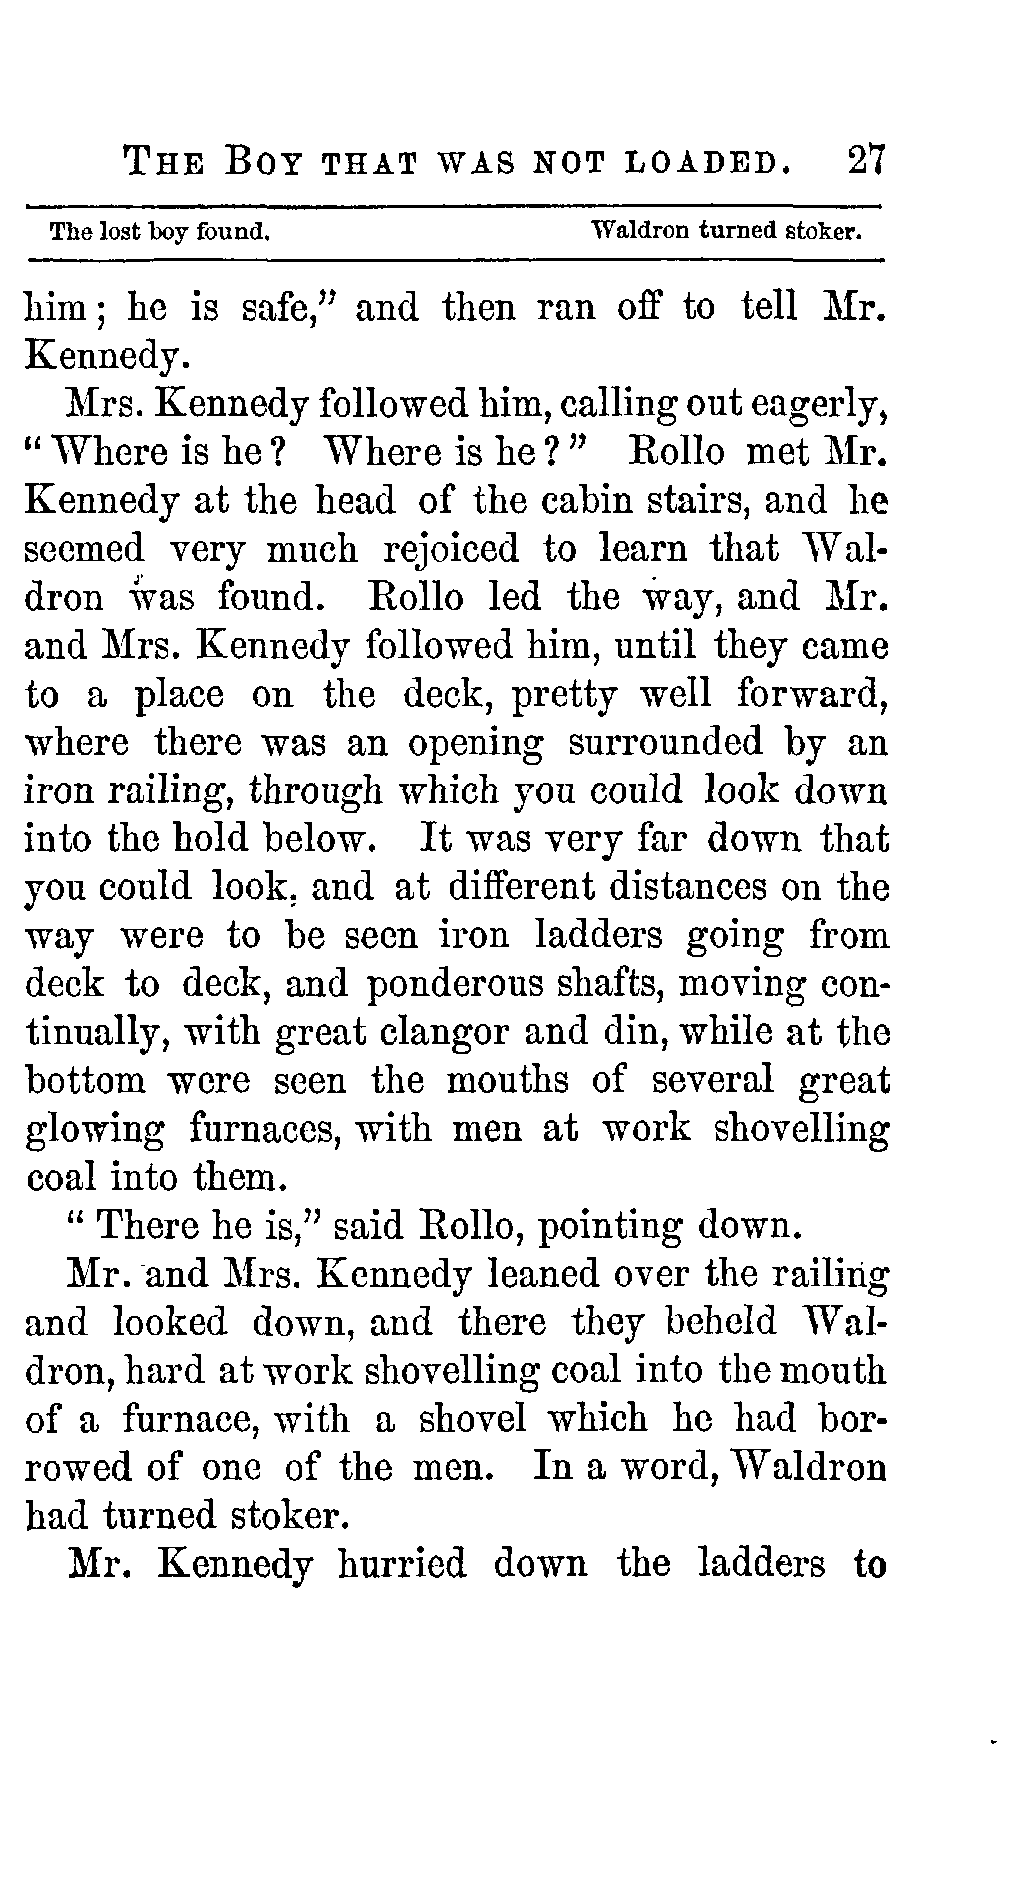 The Boy that was not loaded. 27
The lost boy found. Waldron turned stoker.
him; he is safe,” and then ran off to tell Mr.
Kennedy.
Mrs. Kennedy followed him, calling out eagerly,
“Where is he? Where is he?” Rollo met Mr.
Kennedy at the head of the cabin stairs, and he
seemed very much rejoiced to learn that Wal-
dron was found. Rollo led the way, and Mr.
and Mrs. Kennedy followed him, until they came
to a place on the deck, pretty well forward,
where there was an opening surrounded by an
iron railing, through which you could look down
into the hold below. It was very far down that
you could look, and at different distances on the
way were to be seen iron ladders going from
deck to deck, and ponderous shafts, moving con-
tinually, with great clangor and din, while at the
bottom were seen the mouths of several great
glowing furnaces, with men at work shovelling
coal into them.
“There he is,” said Rollo, pointing down.
Mr. and Mrs. Kennedy leaned over the railing
and looked down, and there they beheld Wal-
dron, hard at work shovelling coal into the mouth
of a furnace, with a shovel which he had bor-
rowed of one of the men. In a word, Waldron
had turned stoker.
Mr. Kennedy hurried down the ladders to